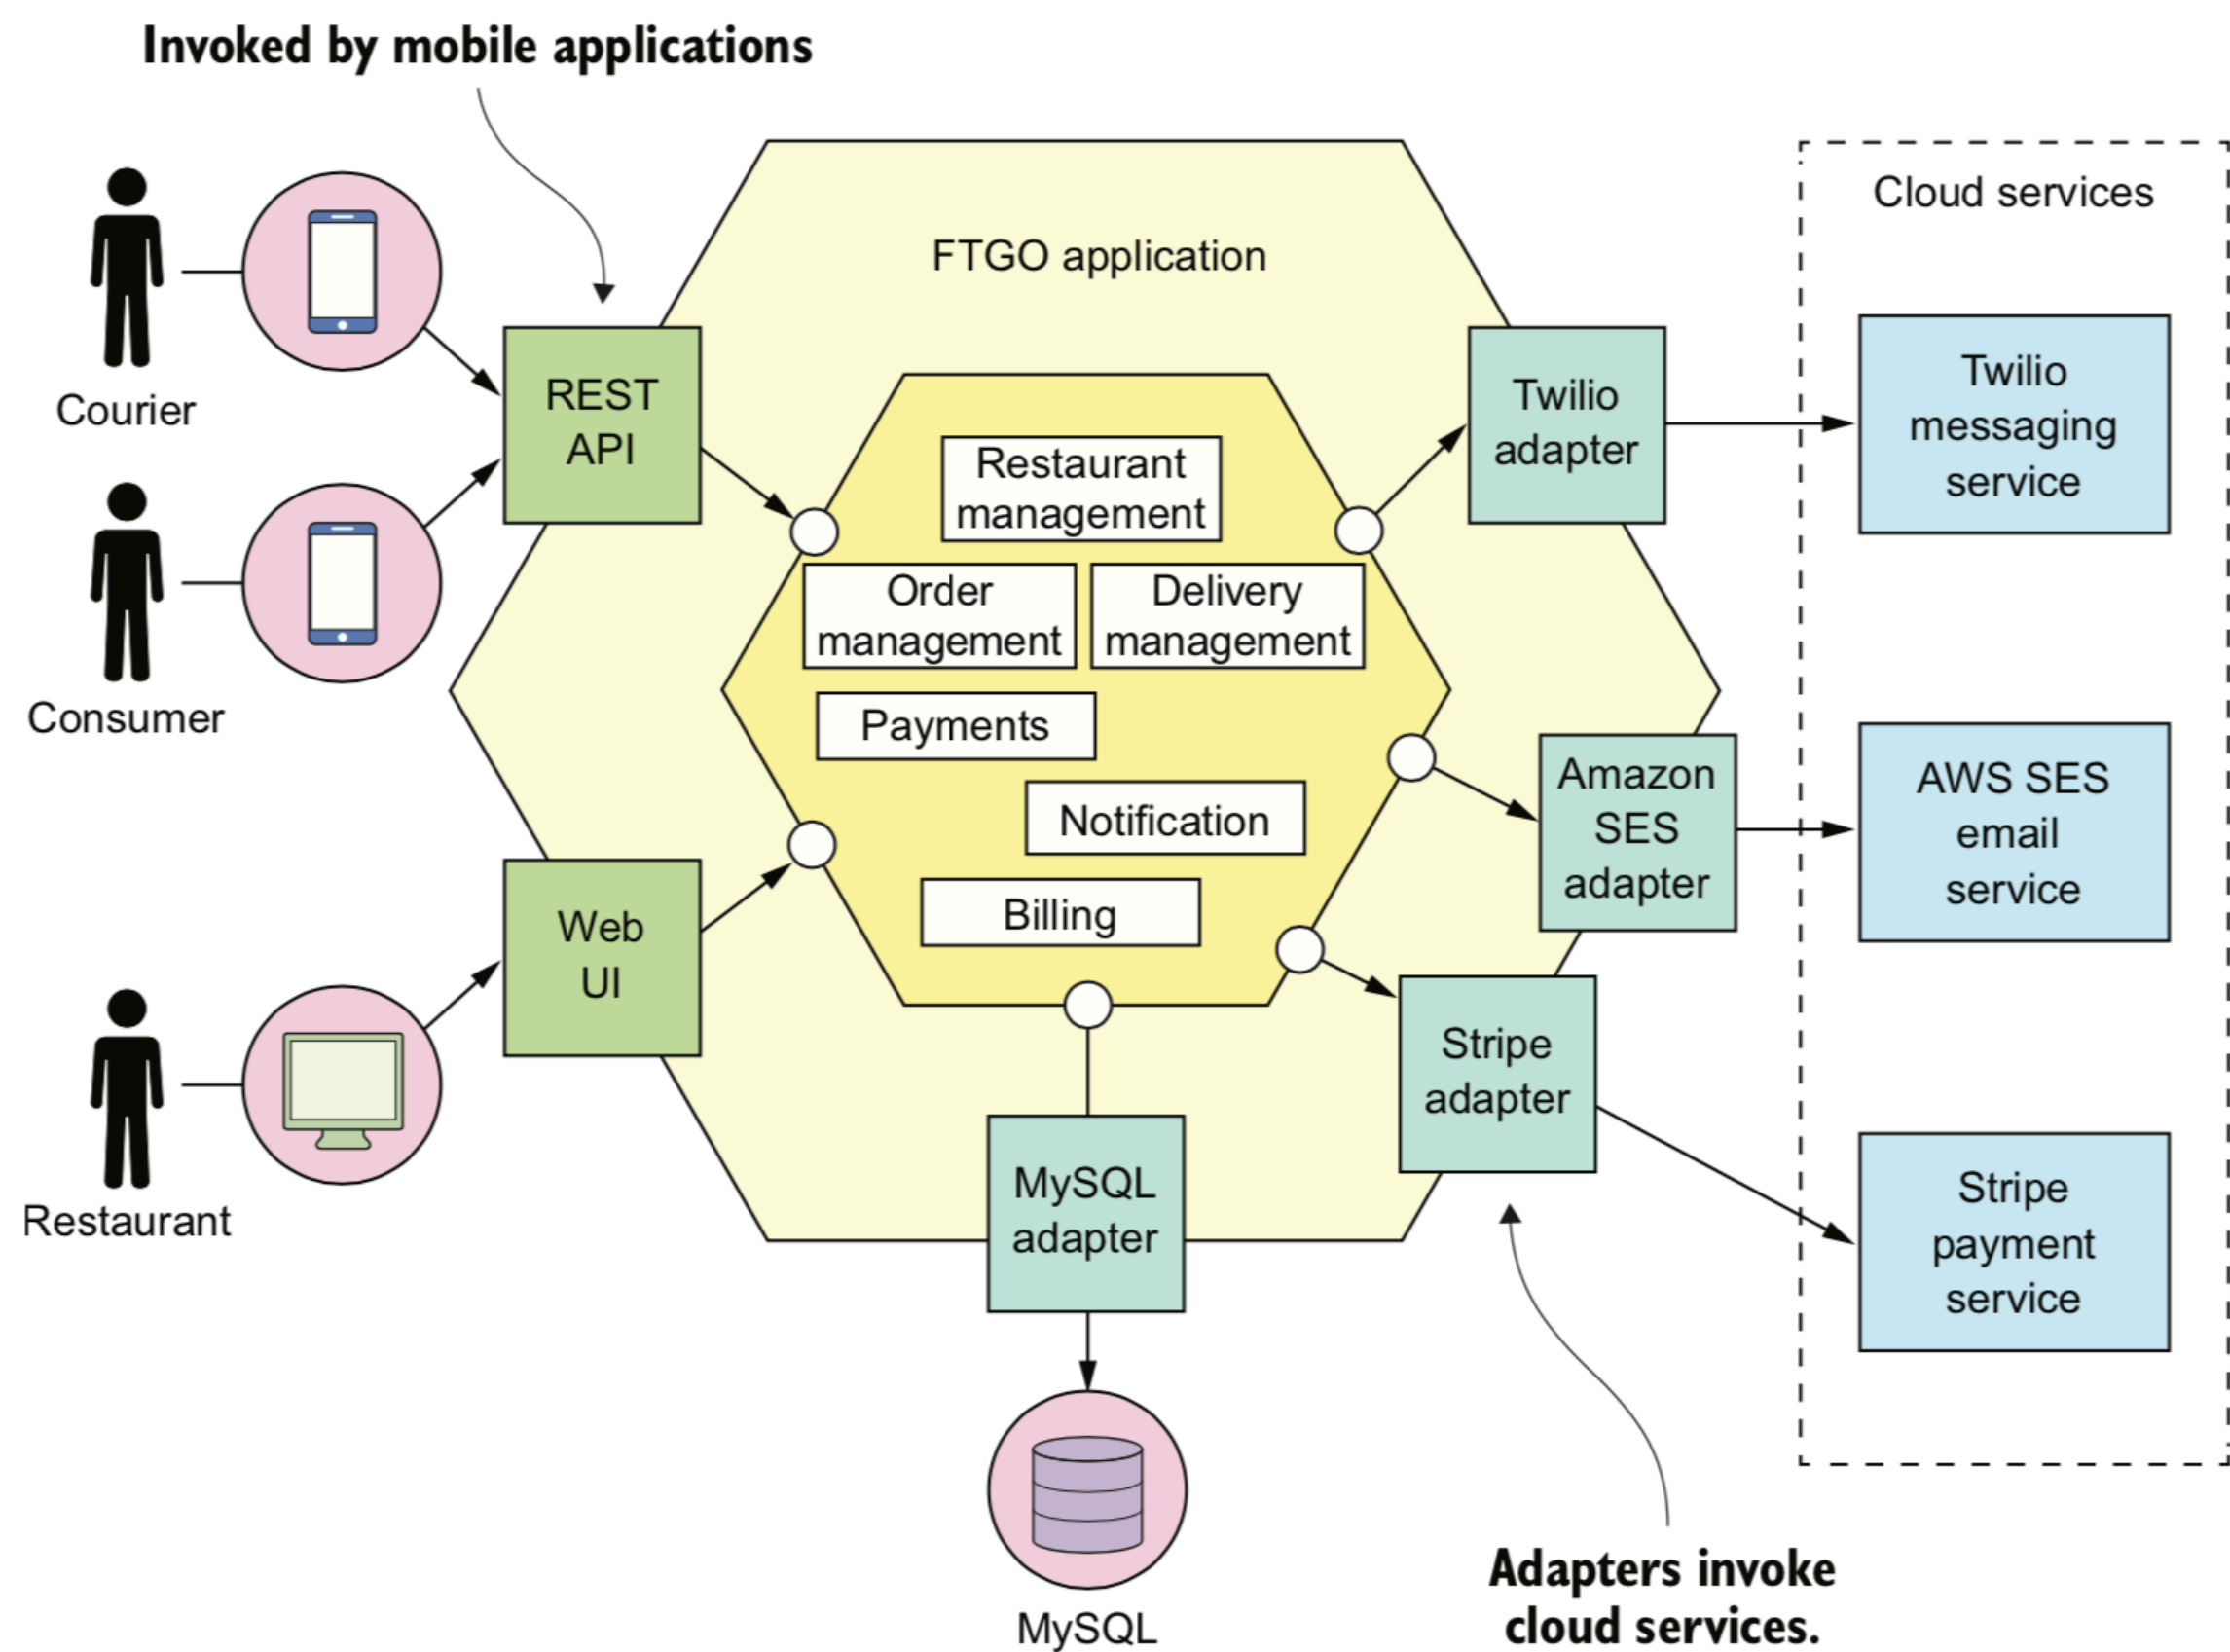 Invoked by mobile applications
Cloud services
FTGO application
Courier
REST
API
Twilio
adapter
Twilio
messaging
service
Restaurant
management
Order
management
Delivery
management
Consumer
Payments
Notification
Billing
Amazon
SES
adapter
AWS SES
email
service
Web
UI
Restaurant
Stripe
adapter
Stripe
payment
service
MySQL
adapter
MySQL
Adapters invoke
cloud services.